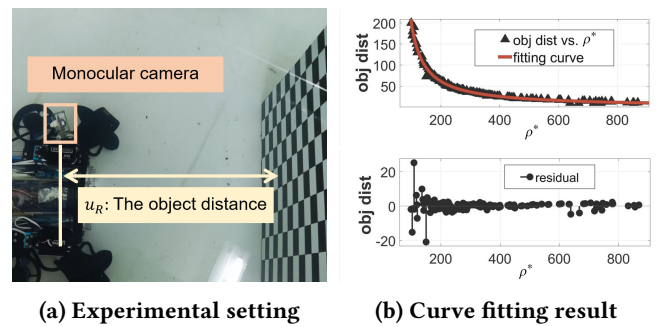 Monocular camera
u_R: The object distance
(a) Experimental setting
200
150
100
50
obj dist
obj dist vs. ρ*
fitting curve
200 400 600 800
ρ*
20
0
-20
obj dist
residual
200 400 600 800
ρ*
(b) Curve fitting result